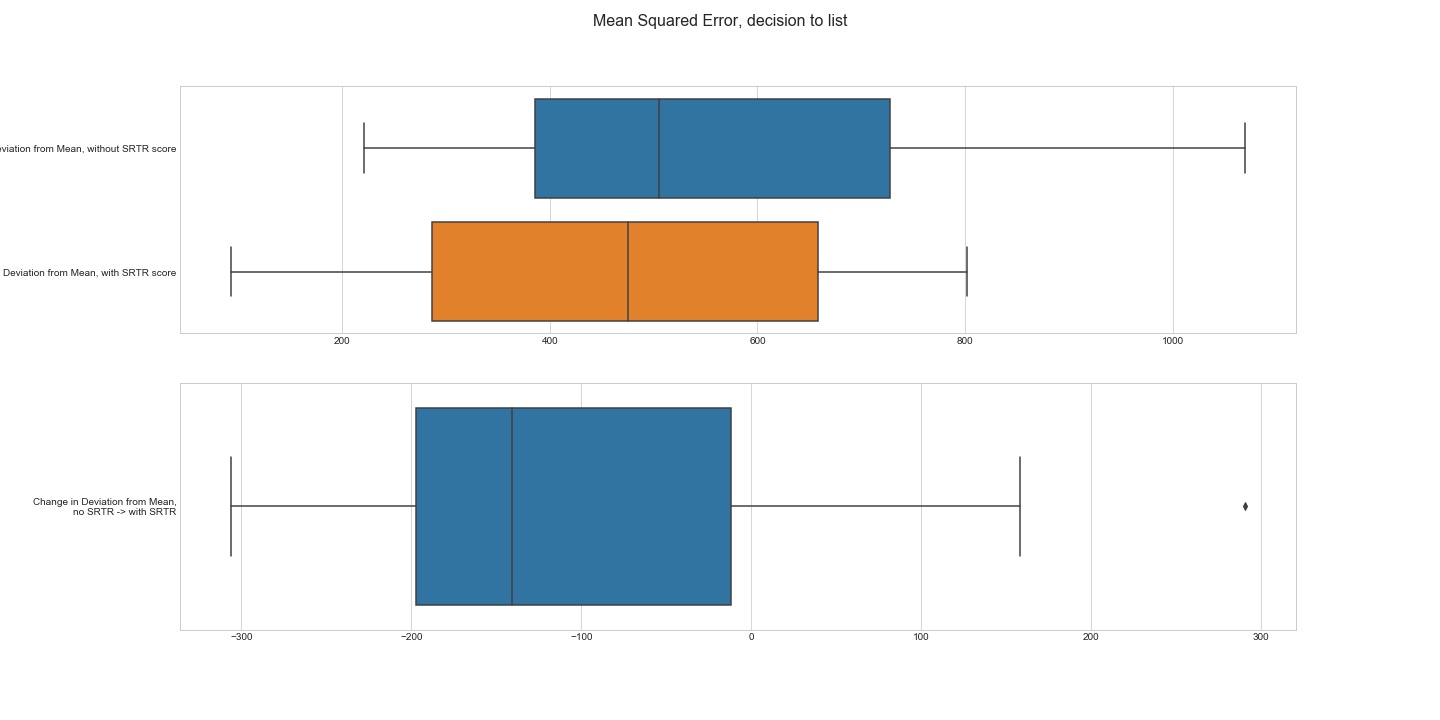 Mean Squared Error, decision to list
from Mean, without SRTR score
Deviation from Mean, with SRTR score
200 400 600 800 1000
Change in Deviation from Mean,
no SRTR -> with SRTR
−300 −200 −100 0 100 200 300